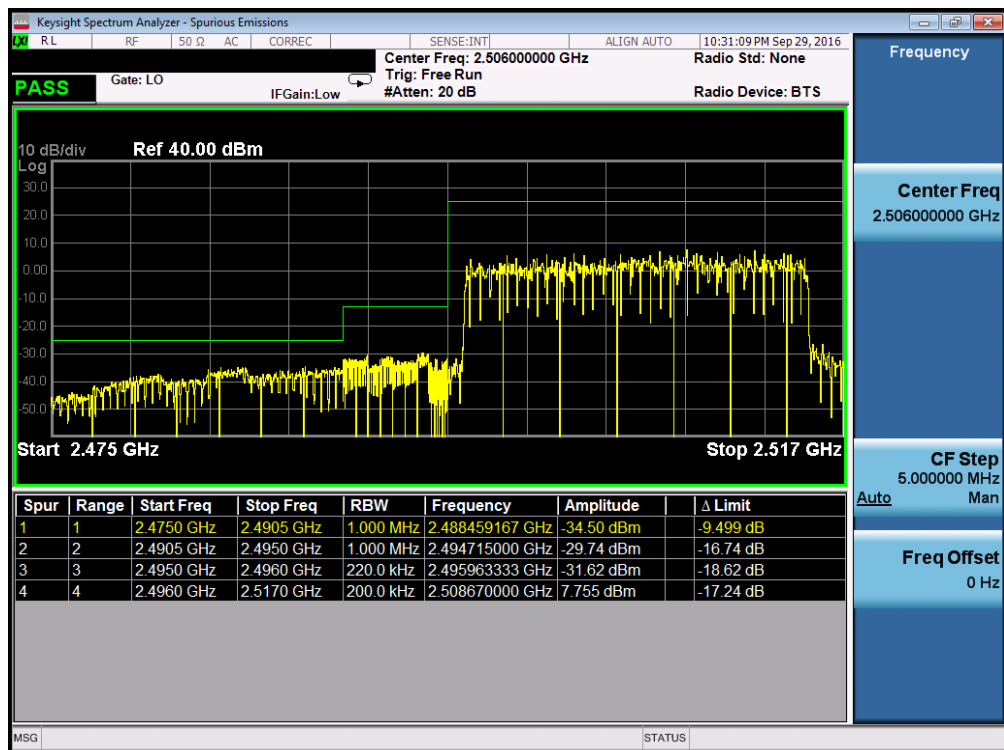 Keysight Spectrum Analyzer - Spurious Emissions
LXI RL RF 50 Ω AC CORREC SENSE:INT ALIGN AUTO 10:31:09 PM Sep 29, 2016
Center Freq: 2.506000000 GHz Radio Std: None
PASS Gate: LO Trig: Free Run
IFGain:Low #Atten: 20 dB Radio Device: BTS
Frequency
10 dB/div Ref 40.00 dBm
Log
30.0
20.0
10.0
0.00
-10.0
-20.0
-30.0
-40.0
-50.0
Start 2.475 GHz Stop 2.517 GHz
Spur Range Start Freq Stop Freq RBW Frequency Amplitude Δ Limit
1 1 2.4750 GHz 2.4905 GHz 1.000 MHz 2.488459167 GHz -34.50 dBm -9.499 dB
2 2 2.4905 GHz 2.4950 GHz 1.000 MHz 2.494715000 GHz -29.74 dBm -16.74 dB
3 3 2.4950 GHz 2.4960 GHz 220.0 kHz 2.495963333 GHz -31.62 dBm -18.62 dB
4 4 2.4960 GHz 2.5170 GHz 200.0 kHz 2.508670000 GHz 7.755 dBm -17.24 dB
Center Freq
2.506000000 GHz
CF Step
5.000000 MHz
Auto Man
Freq Offset
0 Hz
MSG STATUS